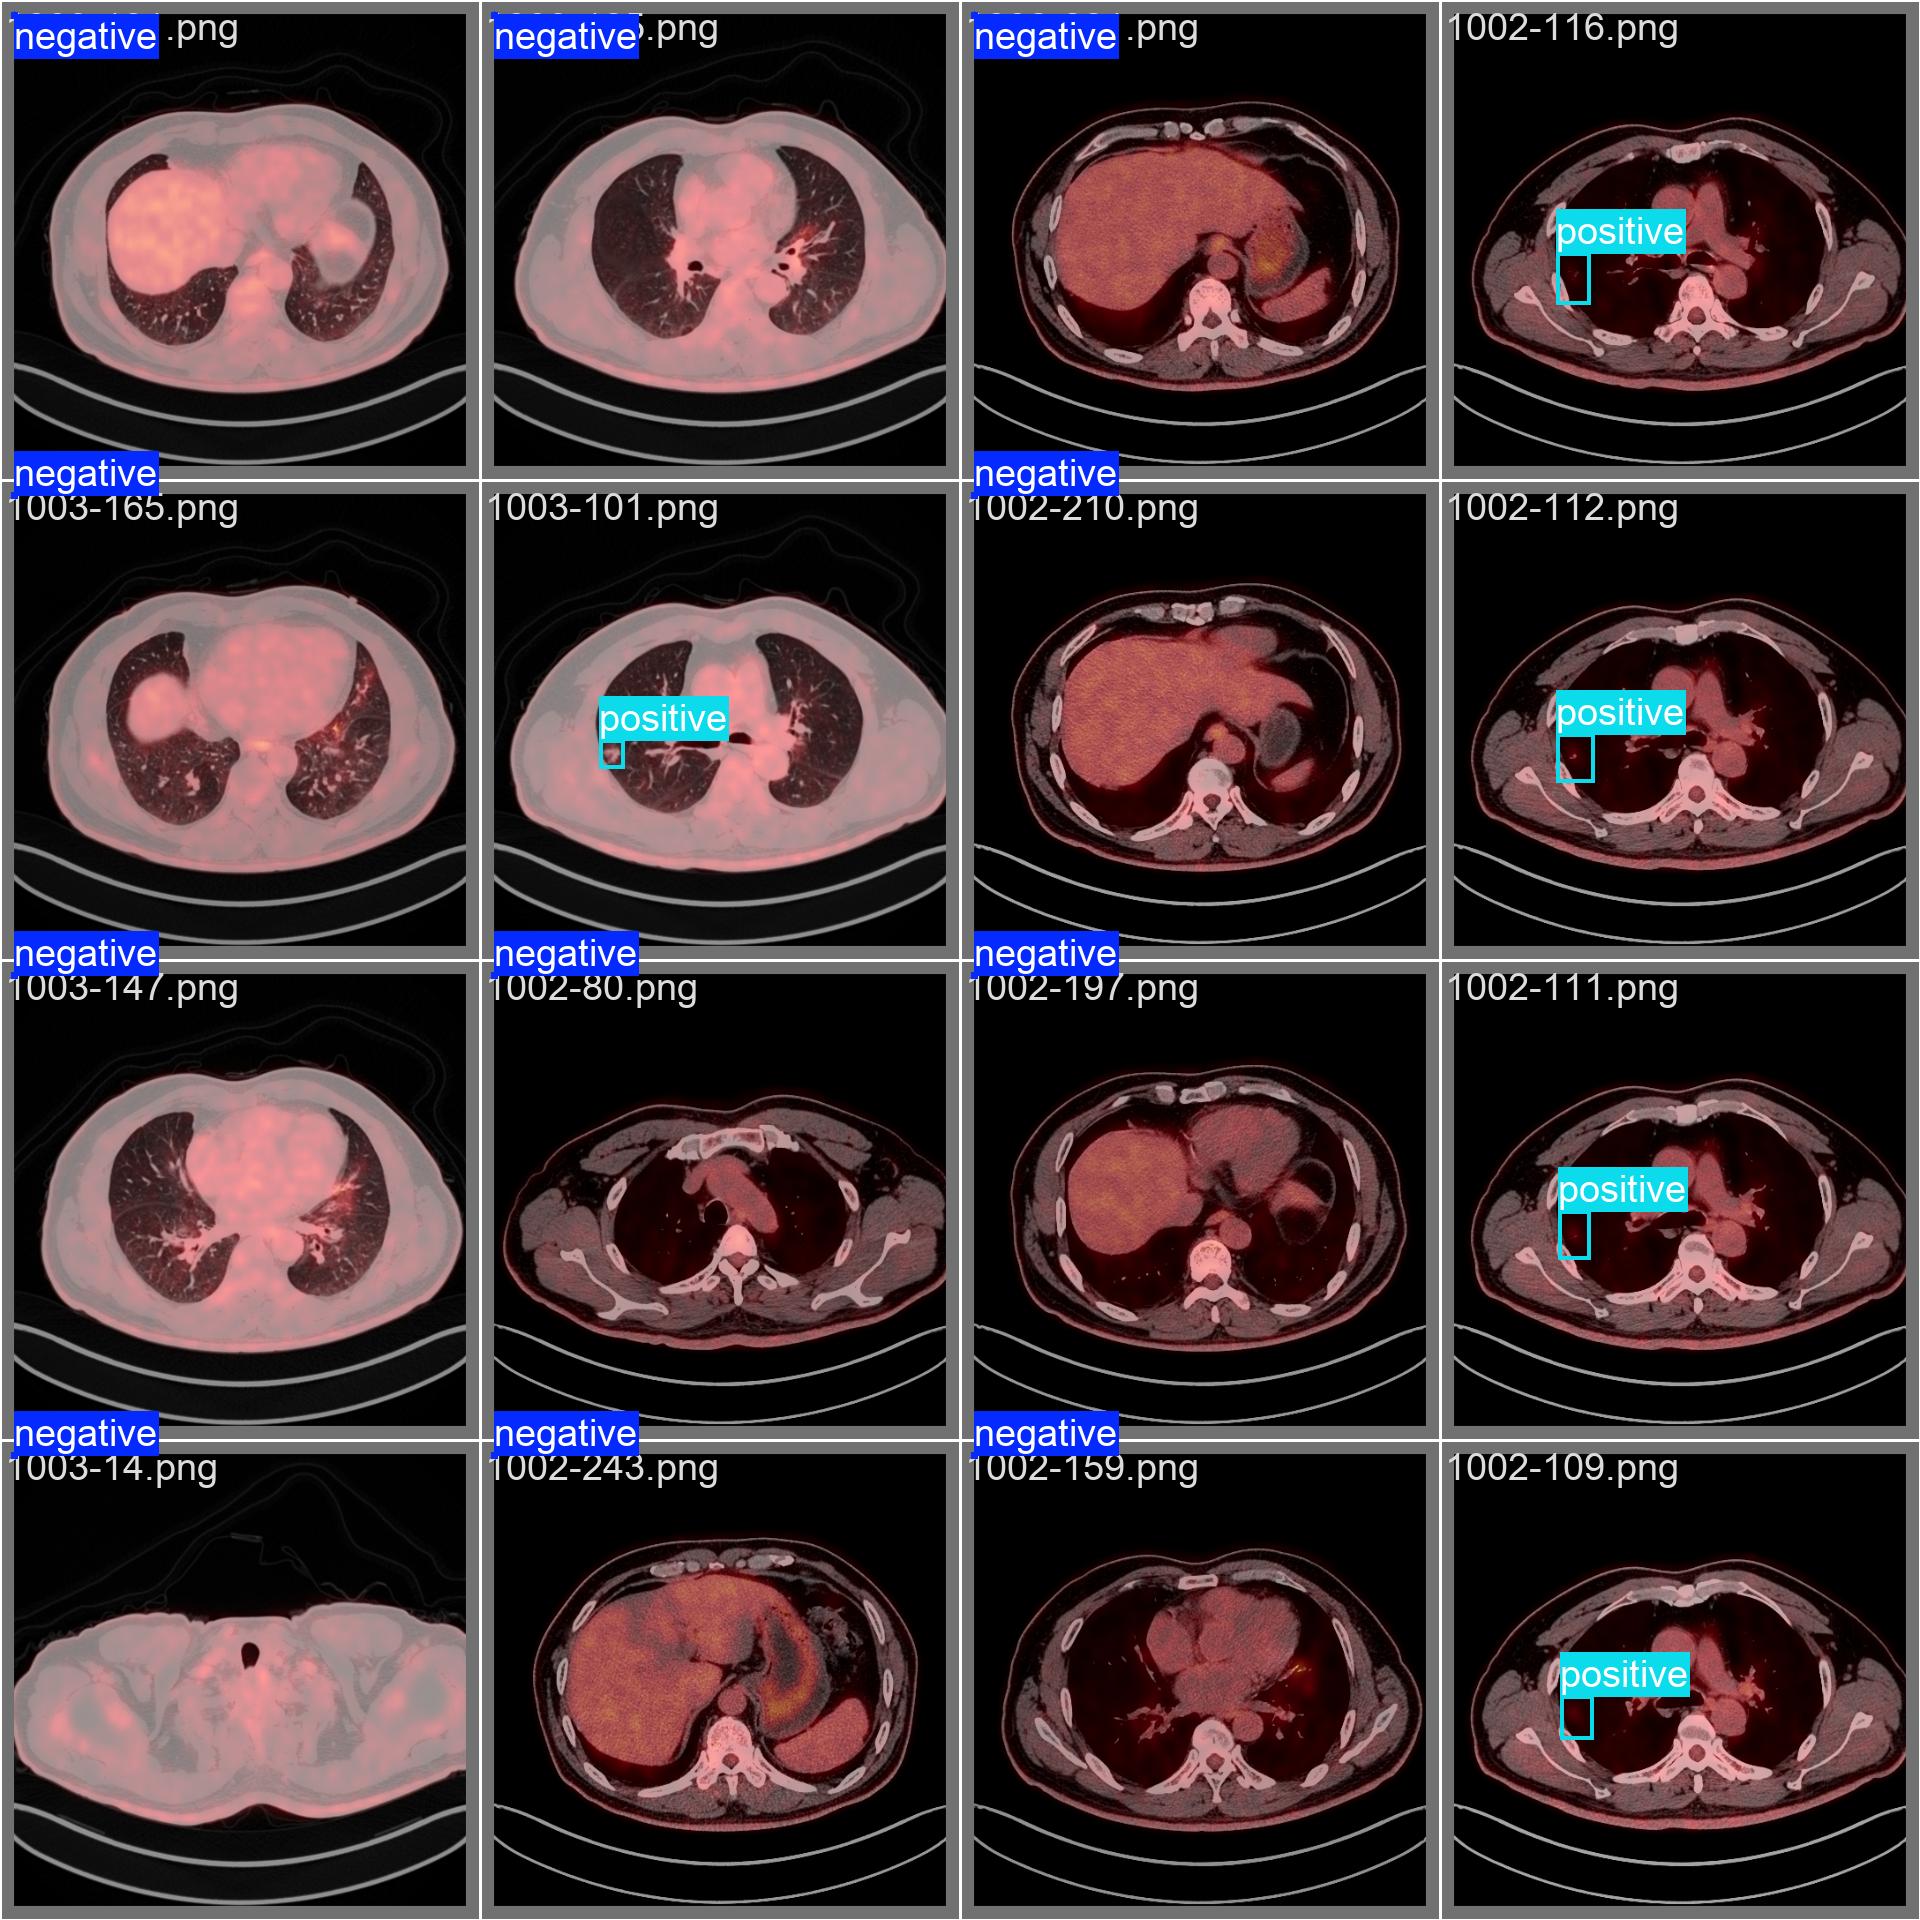 negative .png
negative .png
negative .png
1002-116.png
positive
negative
1003-165.png
1003-101.png
positive
negative
1002-210.png
1002-112.png
positive
negative
1003-147.png
negative
1002-80.png
negative
1002-197.png
1002-111.png
positive
negative
1003-14.png
negative
1002-243.png
negative
1002-159.png
1002-109.png
positive